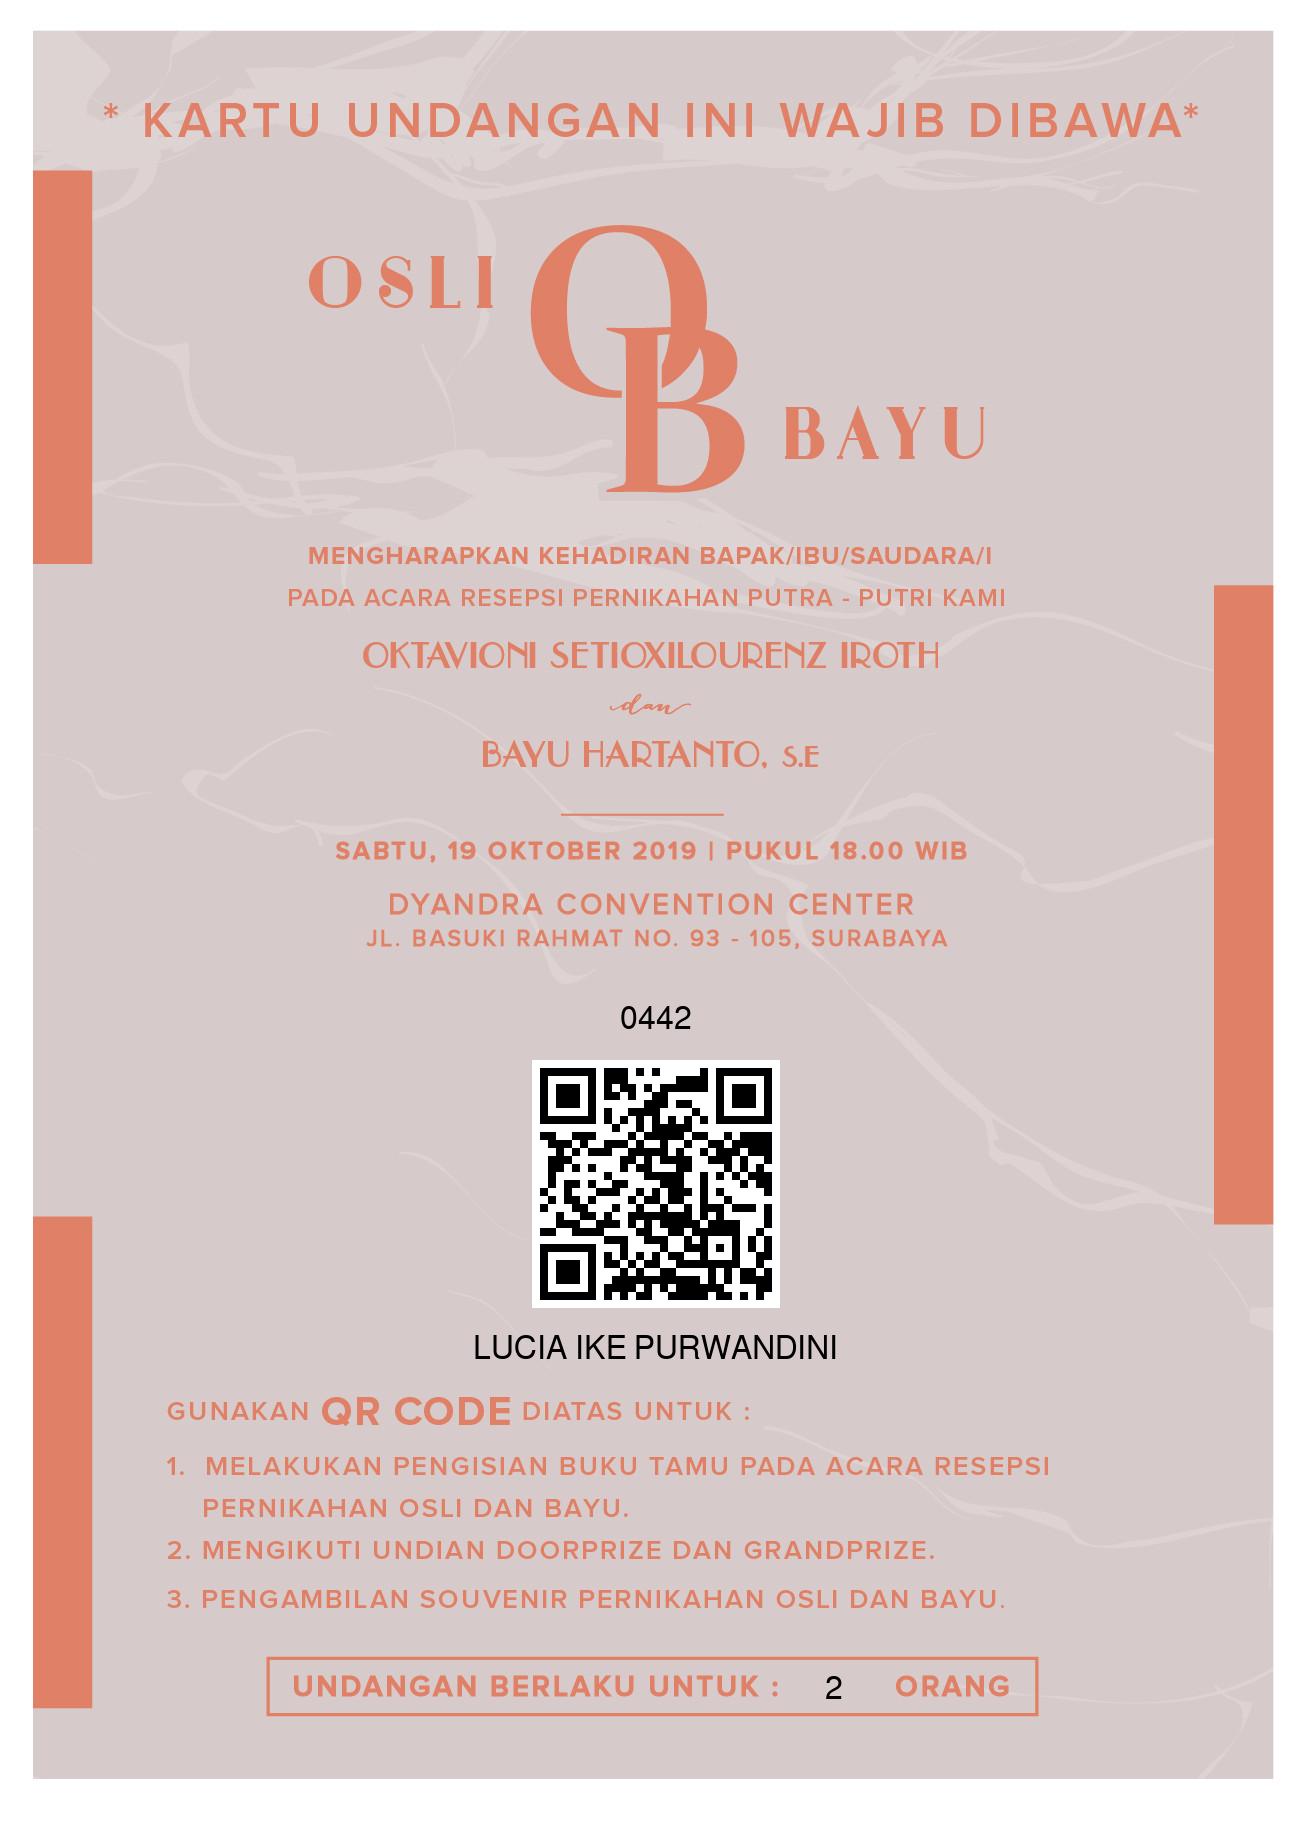 * KARTU UNDANGAN INI WAJIB DIBAWA*
OSLI
OB
BAYU
MENGHARAPKAN KEHADIRAN BAPAK/IBU/SAUDARA/I
PADA ACARA RESEPSI PERNIKAHAN PUTRA - PUTRI KAMI
OKTAVIONI SETIOXILOURENZ IROTH
dan
BAYU HARTANTO, S.E
SABTU, 19 OKTOBER 2019 | PUKUL 18.00 WIB
DYANDRA CONVENTION CENTER
JL. BASUKI RAHMAT NO. 93 - 105, SURABAYA
0442
LUCIA IKE PURWANDINI
GUNAKAN QR CODE DIATAS UNTUK :
1. MELAKUKAN PENGISIAN BUKU TAMU PADA ACARA RESEPSI
PERNIKAHAN OSLI DAN BAYU.
2. MENGIKUTI UNDIAN DOORPRIZE DAN GRANDPRIZE.
3. PENGAMBILAN SOUVENIR PERNIKAHAN OSLI DAN BAYU.
UNDANGAN BERLAKU UNTUK : 2 ORANG